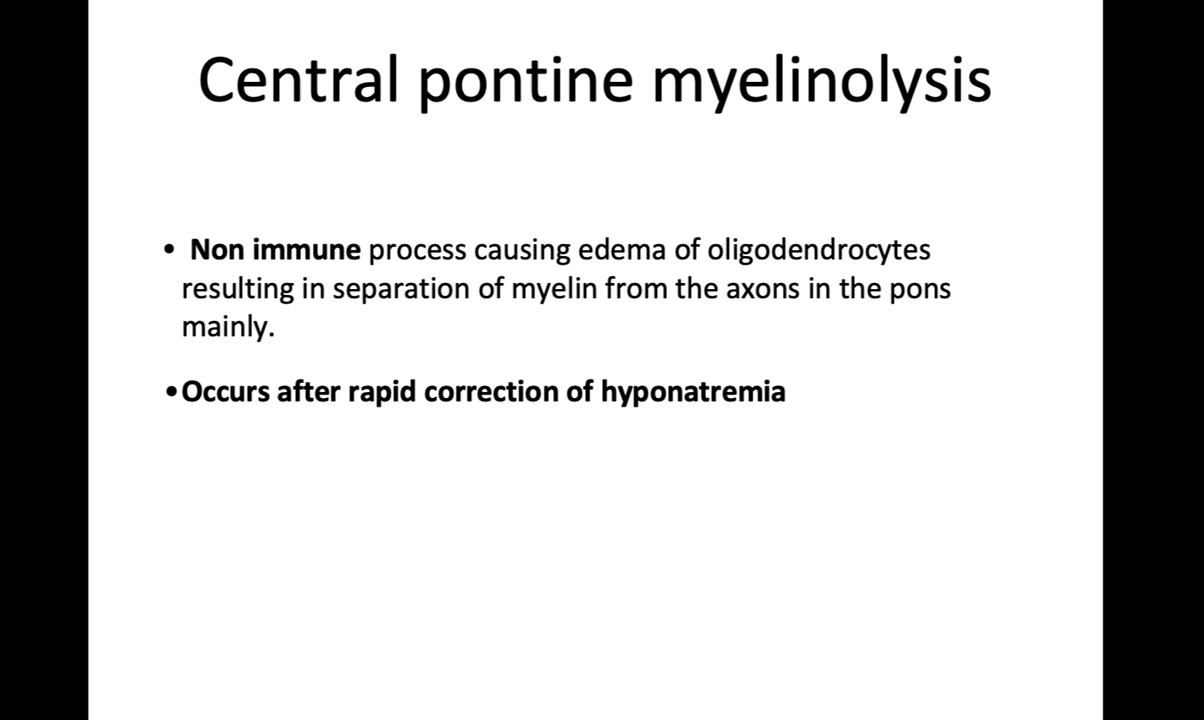 Central pontine myelinolysis
• Non immune process causing edema of oligodendrocytes
resulting in separation of myelin from the axons in the pons
mainly.
•Occurs after rapid correction of hyponatremia